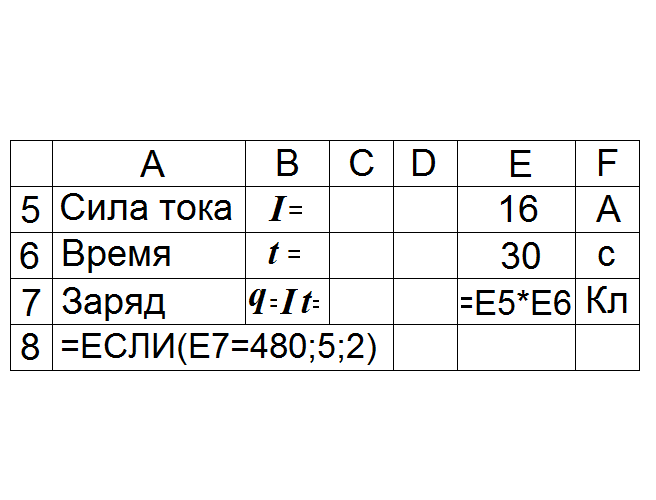 A B C D E F
5 Сила тока I = 16 А
6 Время t = 30 с
7 Заряд q = I t = =E5*E6 Кл
8 =ЕСЛИ(E7=480;5;2)